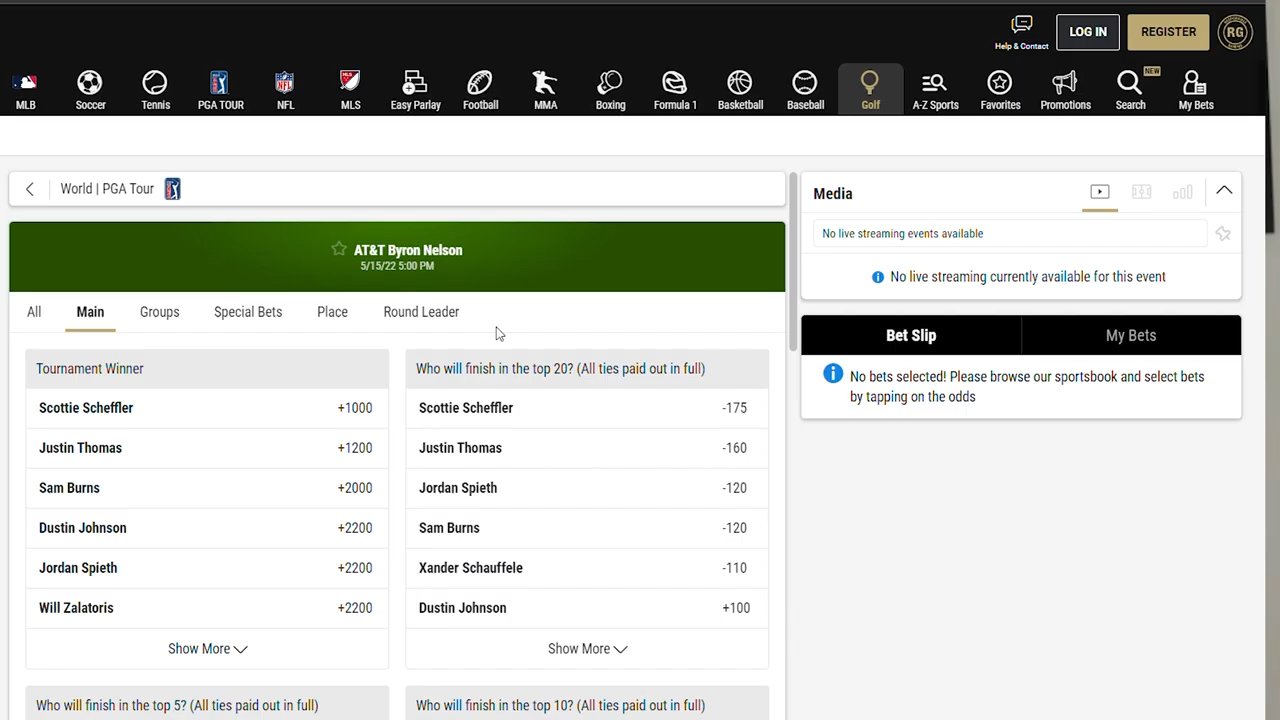 Help & Contact
LOG IN
REGISTER
RG
MLB
Soccer
Tennis
PGA TOUR
NFL
MLS
Easy Parlay
Football
MMA
Boxing
Formula 1
Basketball
Baseball
Golf
A-Z Sports
Favorites
Promotions
NEW
Search
My Bets
World | PGA Tour
AT&T Byron Nelson
5/15/22 5:00 PM
All Main Groups Special Bets Place Round Leader
Tournament Winner
Scottie Scheffler +1000
Justin Thomas +1200
Sam Burns +2000
Dustin Johnson +2200
Jordan Spieth +2200
Will Zalatoris +2200
Show More
Who will finish in the top 5? (All ties paid out in full)
Who will finish in the top 20? (All ties paid out in full)
Scottie Scheffler -175
Justin Thomas -160
Jordan Spieth -120
Sam Burns -120
Xander Schauffele -110
Dustin Johnson +100
Show More
Who will finish in the top 10? (All ties paid out in full)
Media
No live streaming events available
No live streaming currently available for this event
Bet Slip My Bets
No bets selected! Please browse our sportsbook and select bets
by tapping on the odds